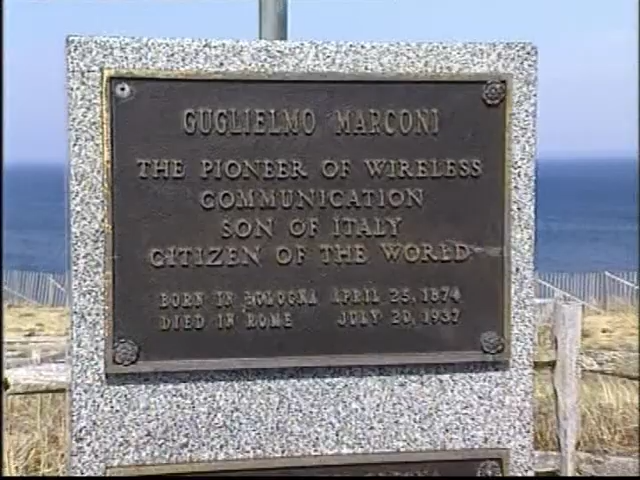 GUGLIELMO MARCONI
THE PIONEER OF WIRELESS
COMMUNICATION
SON OF ITALY
CITIZEN OF THE WORLD
BORN IN BOLOGNA APRIL 25, 1874
DIED IN ROME JULY 20, 1937